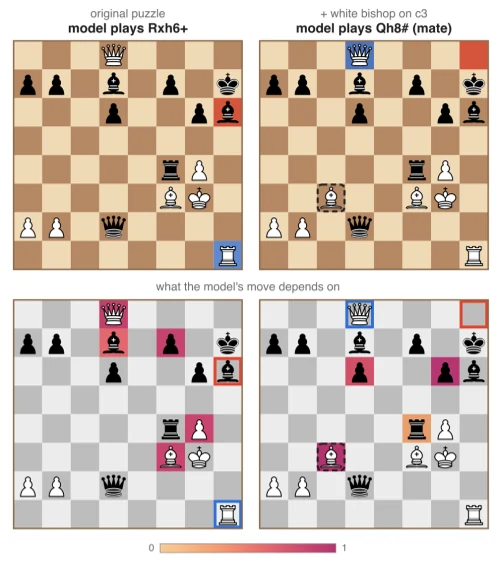 original puzzle
model plays Rxh6+
+ white bishop on c3
model plays Qh8# (mate)
what the model's move depends on
0 1